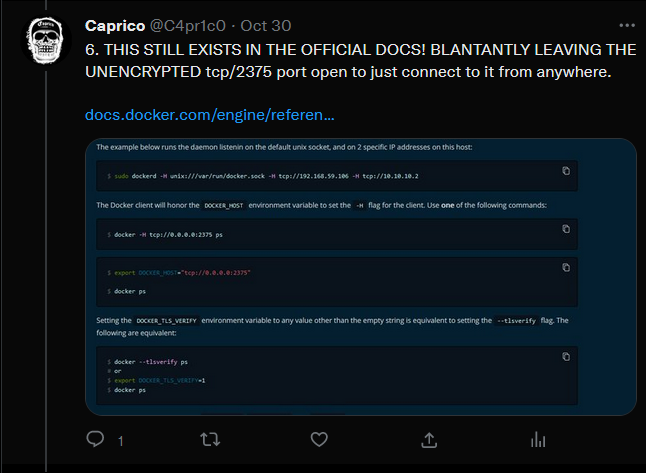 Caprico @C4pr1c0 · Oct 30
6. THIS STILL EXISTS IN THE OFFICIAL DOCS! BLANTANTLY LEAVING THE
UNENCRYPTED tcp/2375 port open to just connect to it from anywhere.
docs.docker.com/engine/referen...
The example below runs the daemon listenin on the default unix socket, and on 2 specific IP addresses on this host:
$ sudo dockerd -H unix:///var/run/docker.sock -H tcp://192.168.59.106 -H tcp://10.10.10.2
The Docker client will honor the DOCKER_HOST environment variable to set the -H flag for the client. Use one of the following commands:
$ docker -H tcp://0.0.0.0:2375 ps
$ export DOCKER_HOST="tcp://0.0.0.0:2375"
$ docker ps
Setting the DOCKER_TLS_VERIFY environment variable to any value other than the empty string is equivalent to setting the --tlsverify flag. The
following are equivalent:
$ docker --tlsverify ps
# or
$ export DOCKER_TLS_VERIFY=1
$ docker ps
1